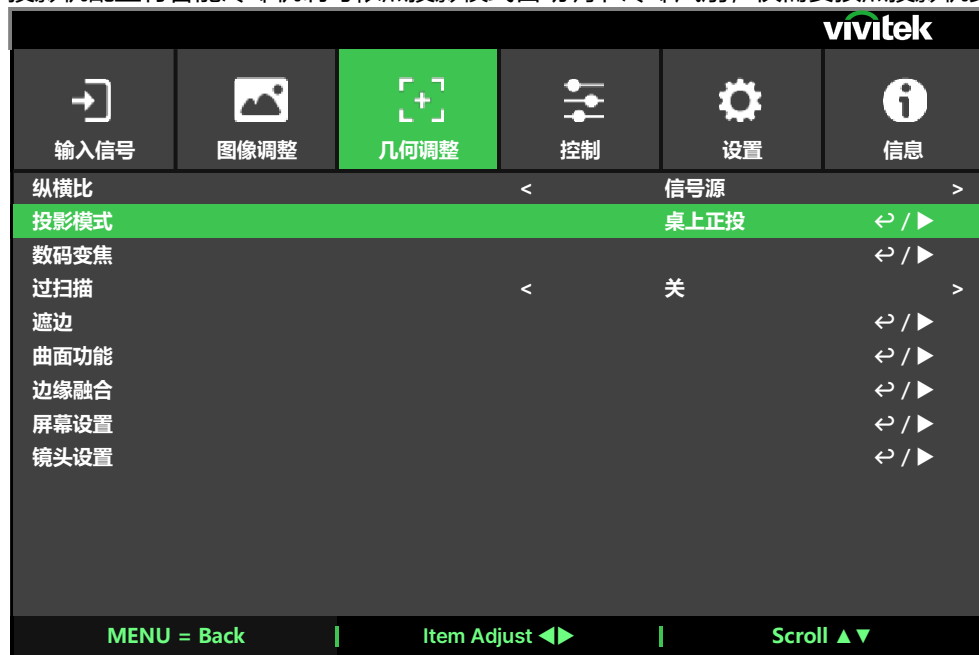 vivitek
输入信号 图像调整 几何调整 控制 设置 信息
纵横比 < 信号源 >
投影模式 桌上正投 ↩ / ▶
数码变焦 ↩ / ▶
过扫描 < 关 >
遮边 ↩ / ▶
曲面功能 ↩ / ▶
边缘融合 ↩ / ▶
屏幕设置 ↩ / ▶
镜头设置 ↩ / ▶
MENU = Back Item Adjust ◀▶ Scroll ▲▼